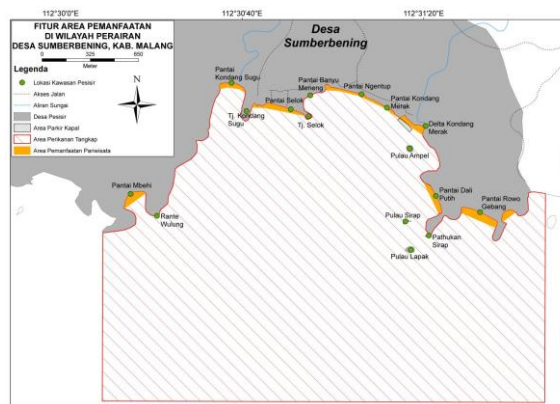 112°30'0"E
112°30'40"E
112°31'20"E
FITUR AREA PEMANFAATAN
DI WILAYAH PERAIRAN
DESA SUMBERBENING, KAB. MALANG
0 325 650
Meter
N
Legenda
Lokasi Kawasan Pesisir
Akses Jalan
Aliran Sungai
Desa Pesisir
Area Parkir Kapal
Area Perikanan Tangkap
Area Pemanfaatan Pariwisata
Desa
Sumberbening
Pantai
Kondang Sugu
Pantai Banyu
Meneng
Pantai Ngentup
Pantai Selok
Pantai Kondang
Merak
Tj. Kondang
Sugu
Tj. Selok
Delta Kondang
Merak
Pulau Ampel
Pantai Mbehi
Pantai Dali
Putih
Pantai Rowo
Gebang
Rante
Wulung
Pulau Sirap
Pathukan
Sirap
Pulau Lapak